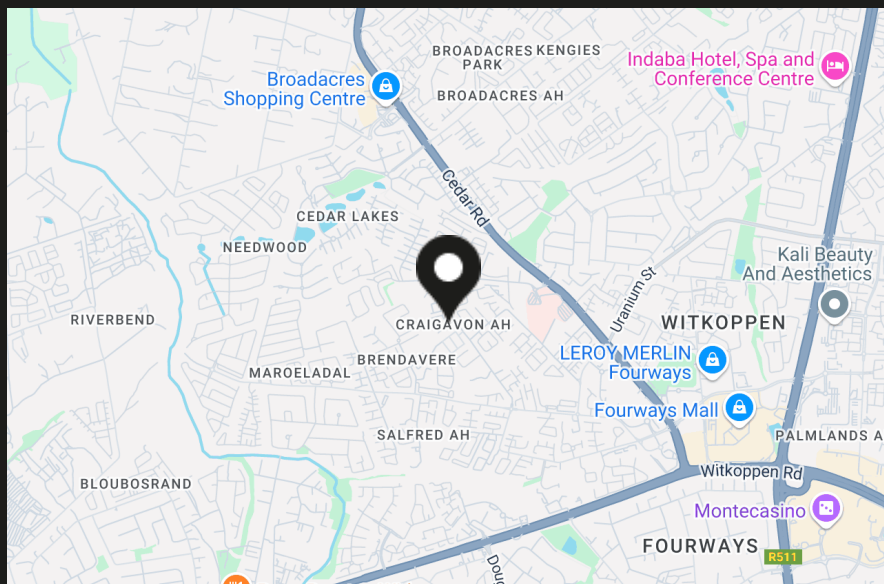 BROADACRES
PARK
KENGIES
Indaba Hotel, Spa and
Conference Centre
Broadacres
Shopping Centre
BROADACRES AH
Cedar Rd
CEDAR LAKES
NEEDWOOD
Kali Beauty
And Aesthetics
Uranium St
RIVERBEND
CRAIGAVON AH
WITKOPPEN
BRENDAVERE
LEROY MERLIN
Fourways
MAROELADAL
Fourways Mall
SALFRED AH
PALMLANDS A
Witkoppen Rd
BLOUBOSRAND
Montecasino
FOURWAYS
R511
Doug